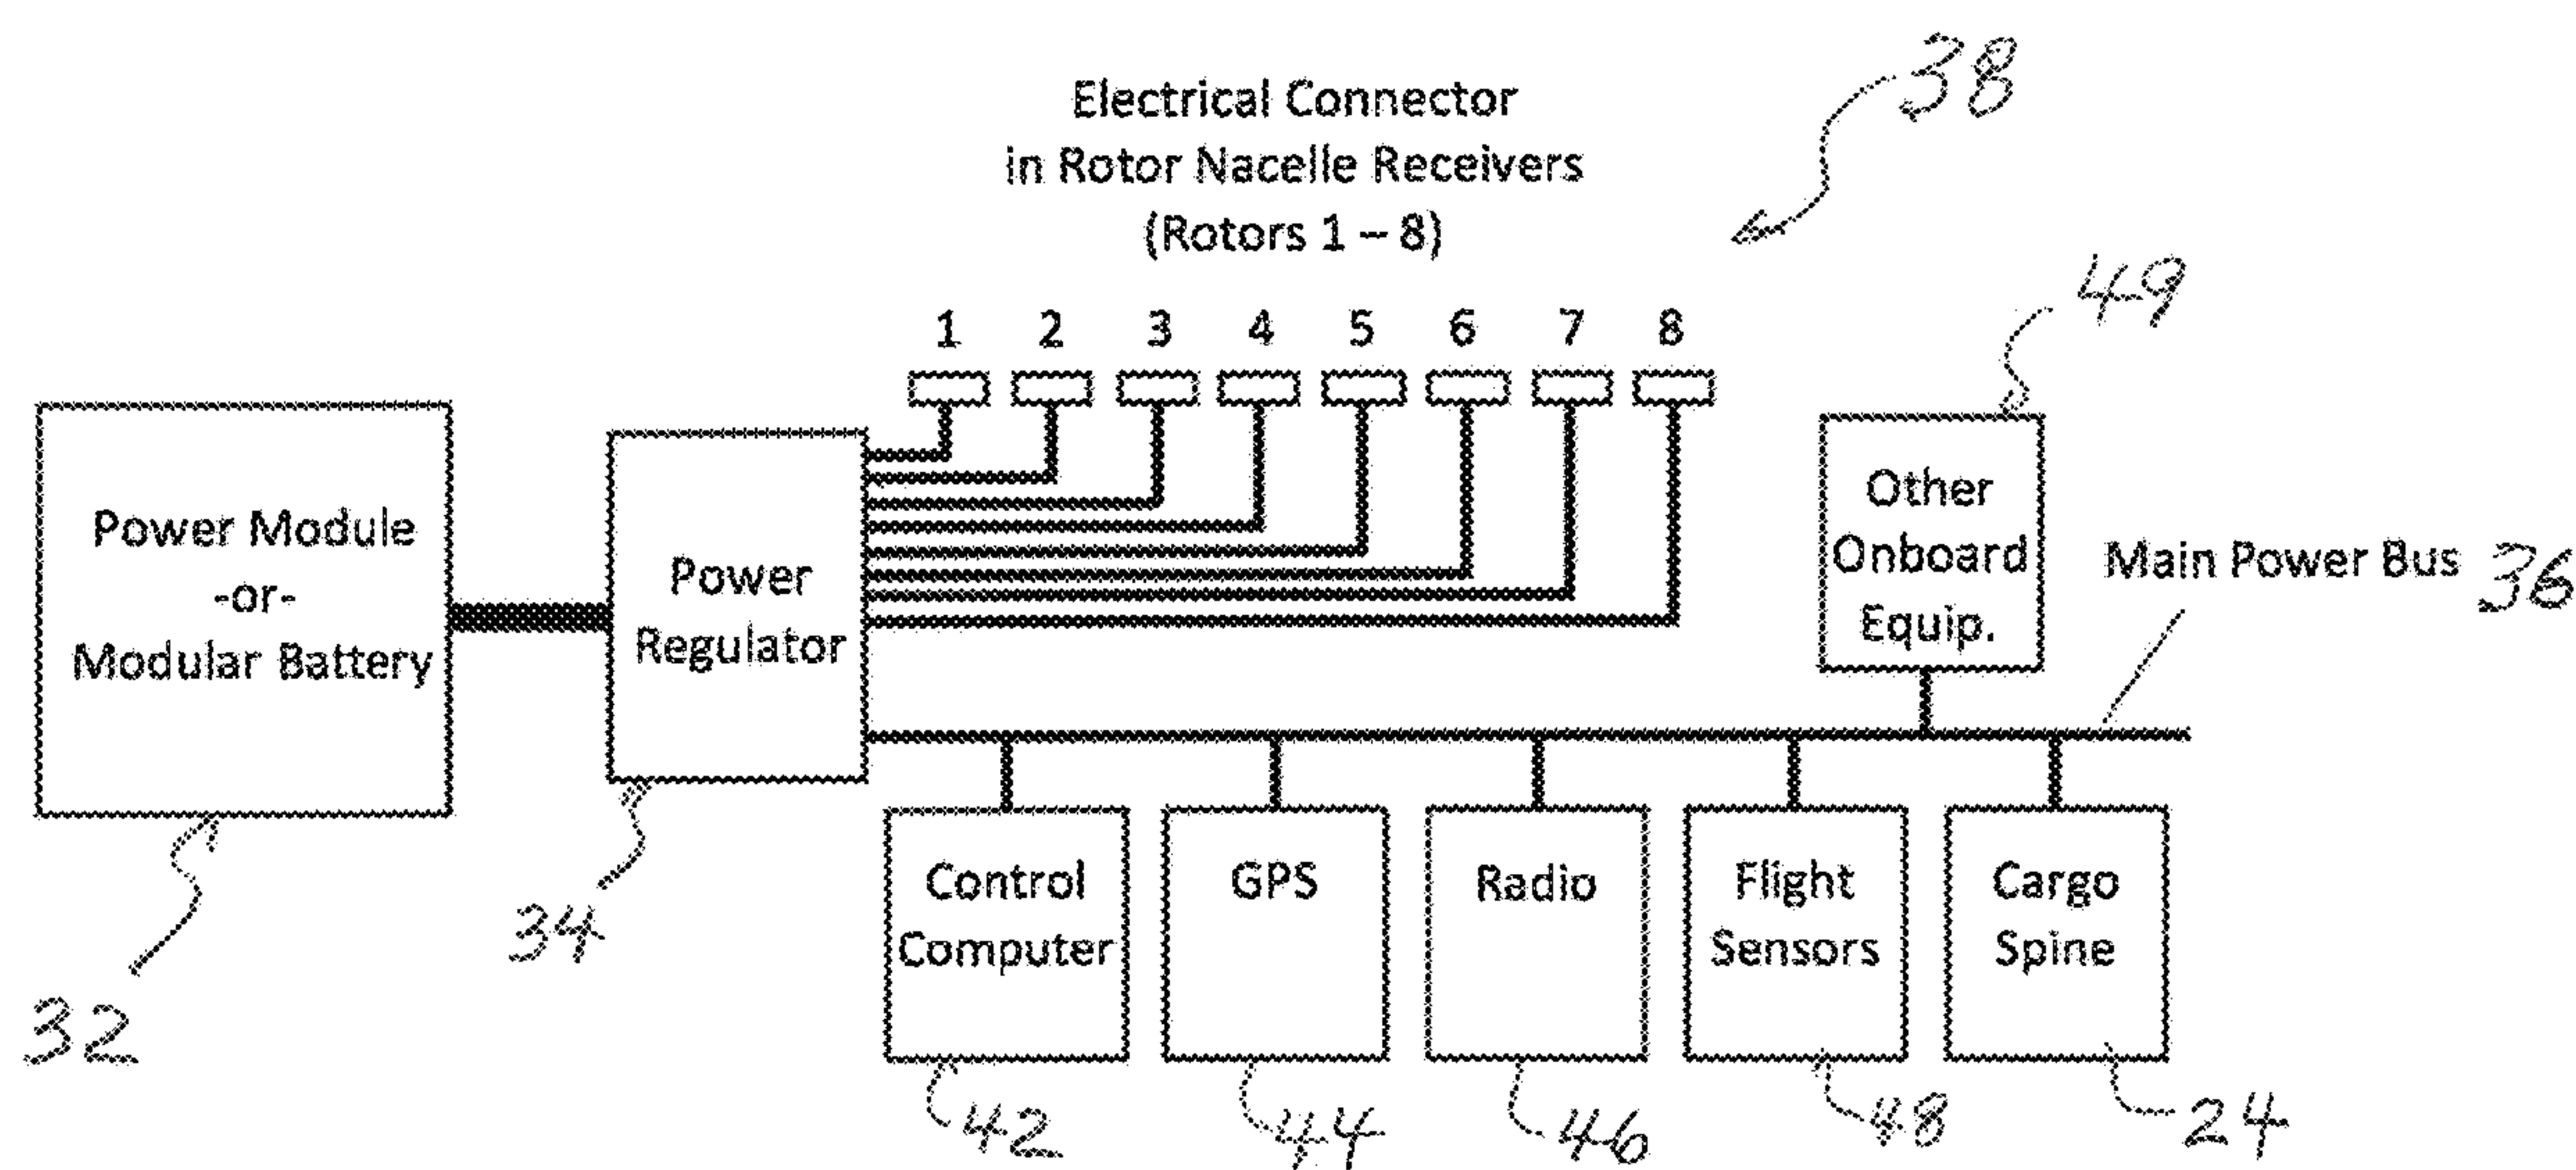 38
Electrical Connector
in Rotor Nacelle Receivers
(Rotors 1 – 8)
49
1 2 3 4 5 6 7 8
Power Module
-or-
Modular Battery
Power
Regulator
Other
Onboard
Equip.
Main Power Bus 36
Control
Computer
GPS
Radio
Flight
Sensors
Cargo
Spine
32
34
42
44
46
48
24